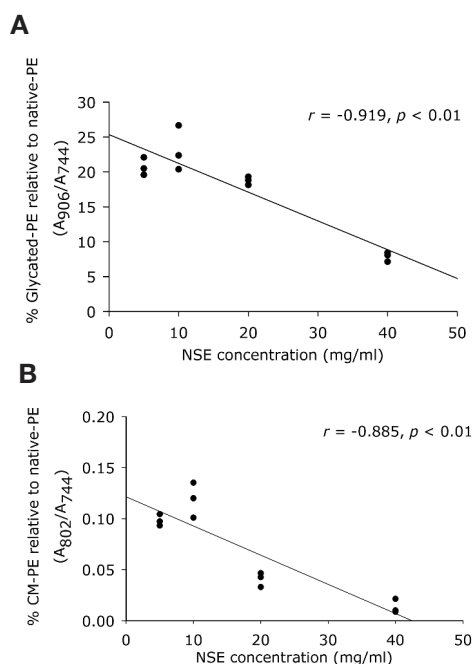 A
% Glycated-PE relative to native-PE
(A906/A744)
r = -0.919, p < 0.01
30
25
20
15
10
5
0
0 10 20 30 40 50
NSE concentration (mg/ml)
B
% CM-PE relative to native-PE
(A802/A744)
r = -0.885, p < 0.01
0.20
0.15
0.10
0.05
0.00
0 10 20 30 40 50
NSE concentration (mg/ml)